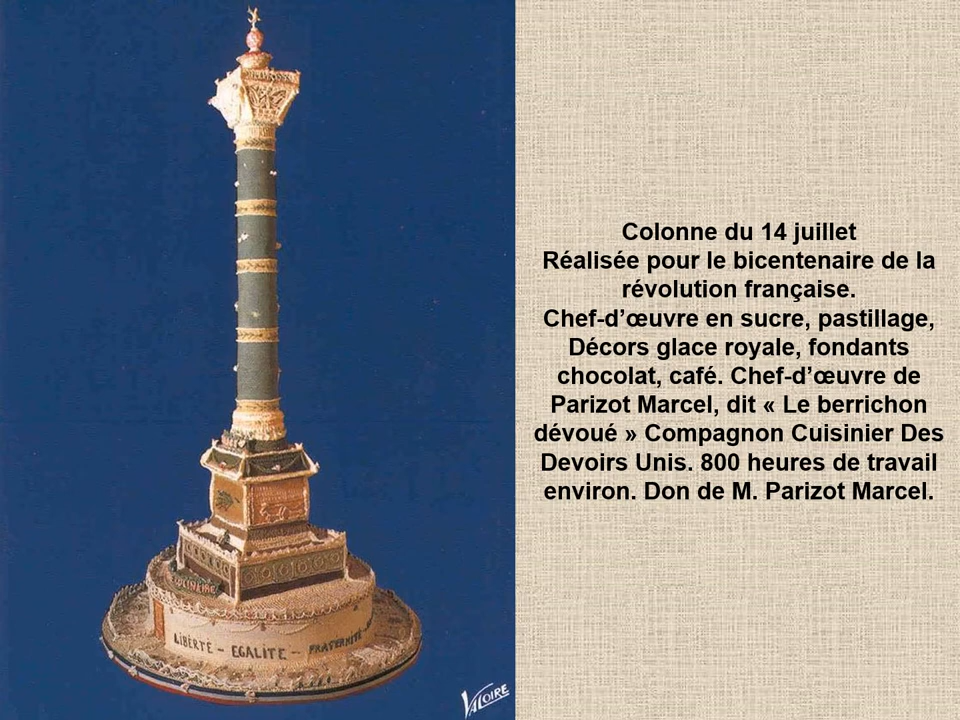 Colonne du 14 juillet
Réalisée pour le bicentenaire de la
révolution française.
Chef-d’œuvre en sucre, pastillage,
Décors glace royale, fondants
chocolat, café. Chef-d’œuvre de
Parizot Marcel, dit « Le berrichon
dévoué » Compagnon Cuisinier Des
Devoirs Unis. 800 heures de travail
environ. Don de M. Parizot Marcel.
LIBERTE - EGALITE - FRATERNITE
VALOIRE